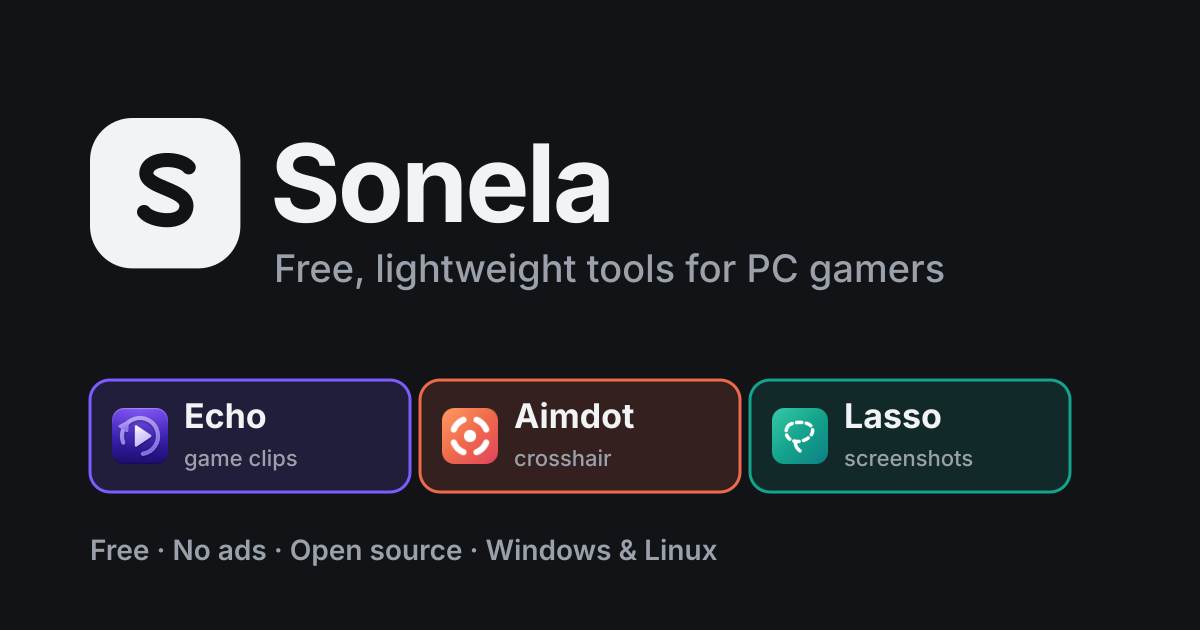 S
Sonela
Free, lightweight tools for PC gamers
Echo
game clips
Aimdot
crosshair
Lasso
screenshots
Free · No ads · Open source · Windows & Linux